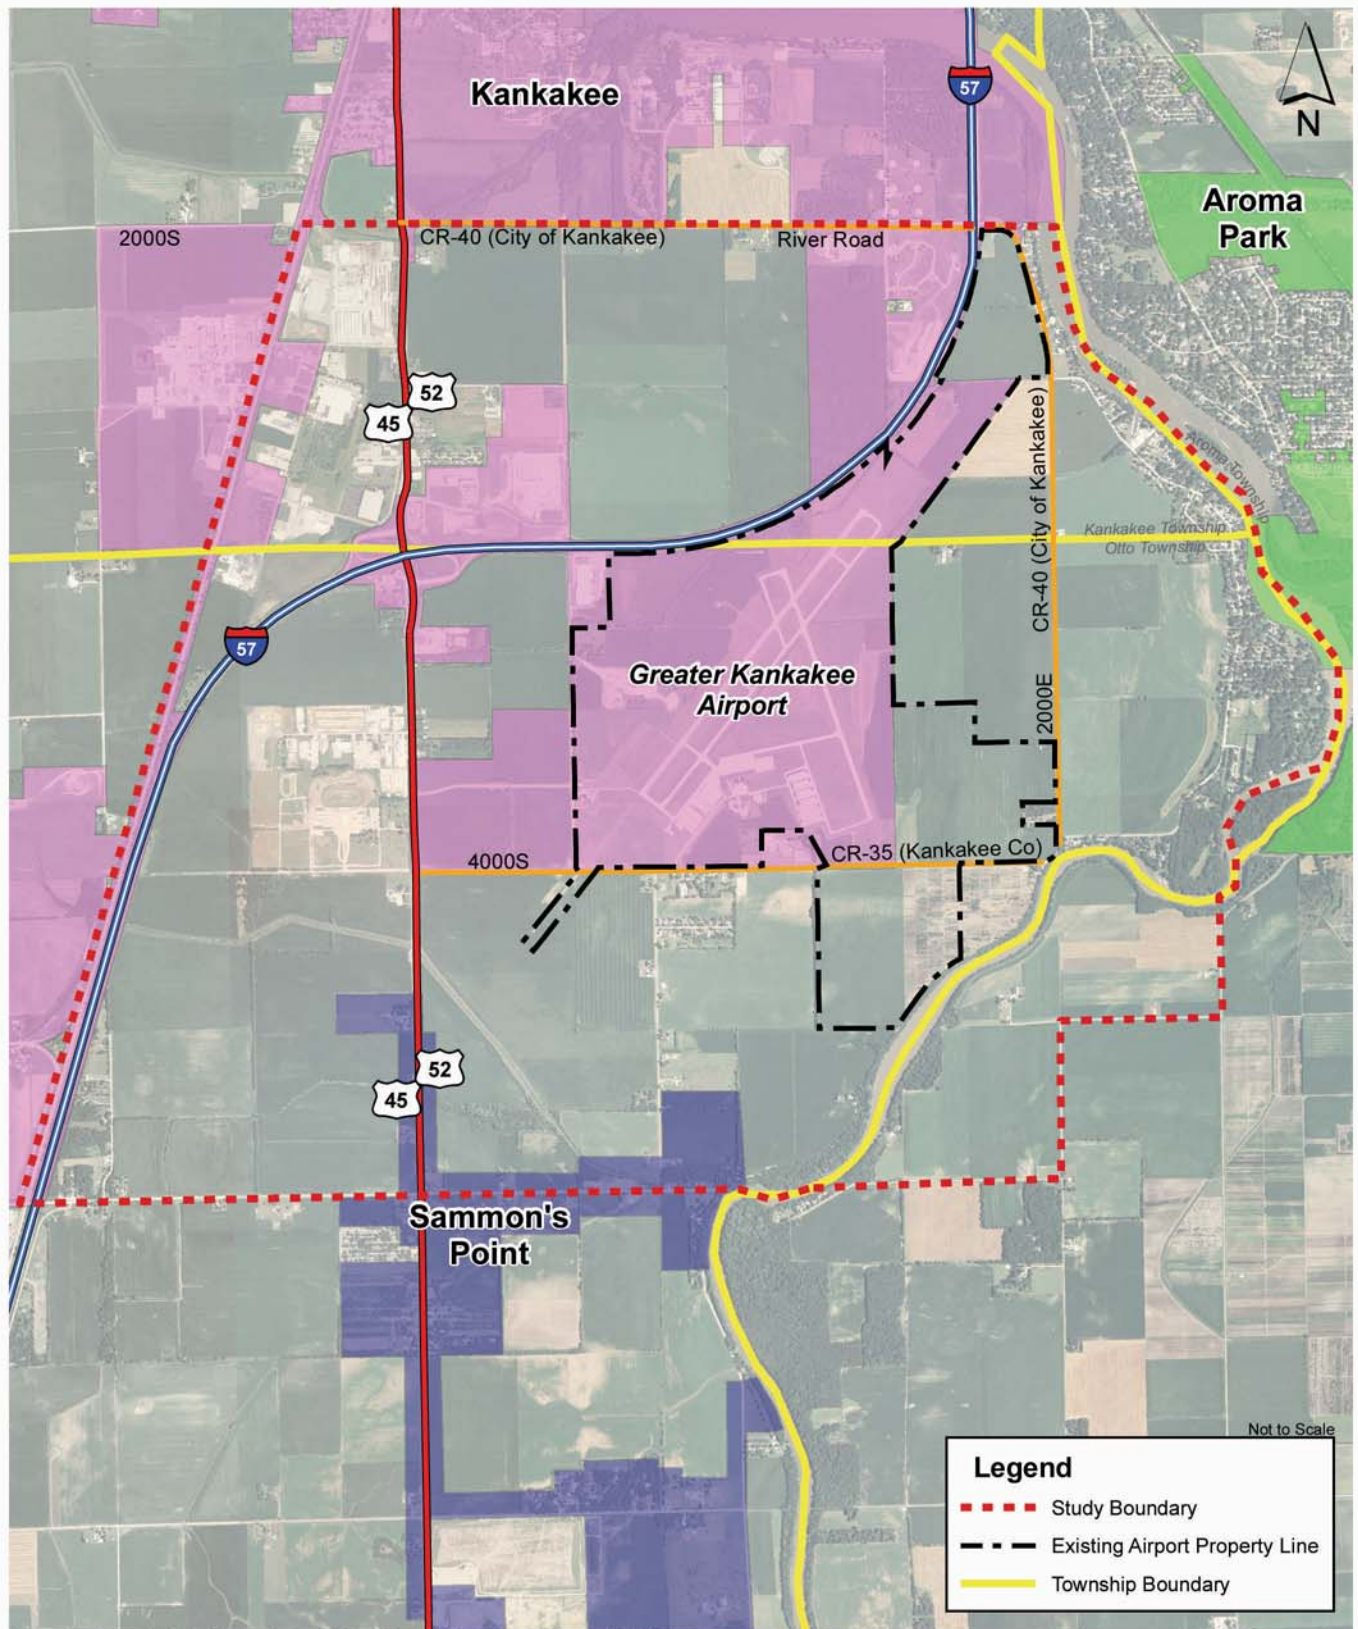 Kankakee
57
N
Aroma
Park
2000S
CR-40 (City of Kankakee)
River Road
52
45
CR-40 (City of Kankakee)
Aroma Township
Kankakee Township
Otto Township
57
Greater Kankakee
Airport
2000E
4000S
CR-35 (Kankakee Co)
52
45
Sammon's
Point
Not to Scale
Legend
Study Boundary
Existing Airport Property Line
Township Boundary